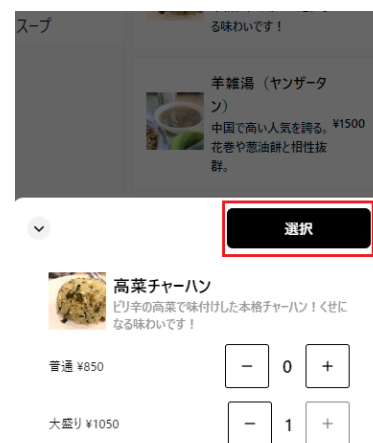 スープ
る味わいです！
羊雑湯（ヤンザータ
ン）
中国で高い人気を誇る。 ¥1500
花巻や葱油餅と相性抜
群。
選択
高菜チャーハン
ピリ辛の高菜で味付けした本格チャーハン！くせに
なる味わいです！
普通 ¥850
− 0 +
大盛り ¥1050
− 1 +